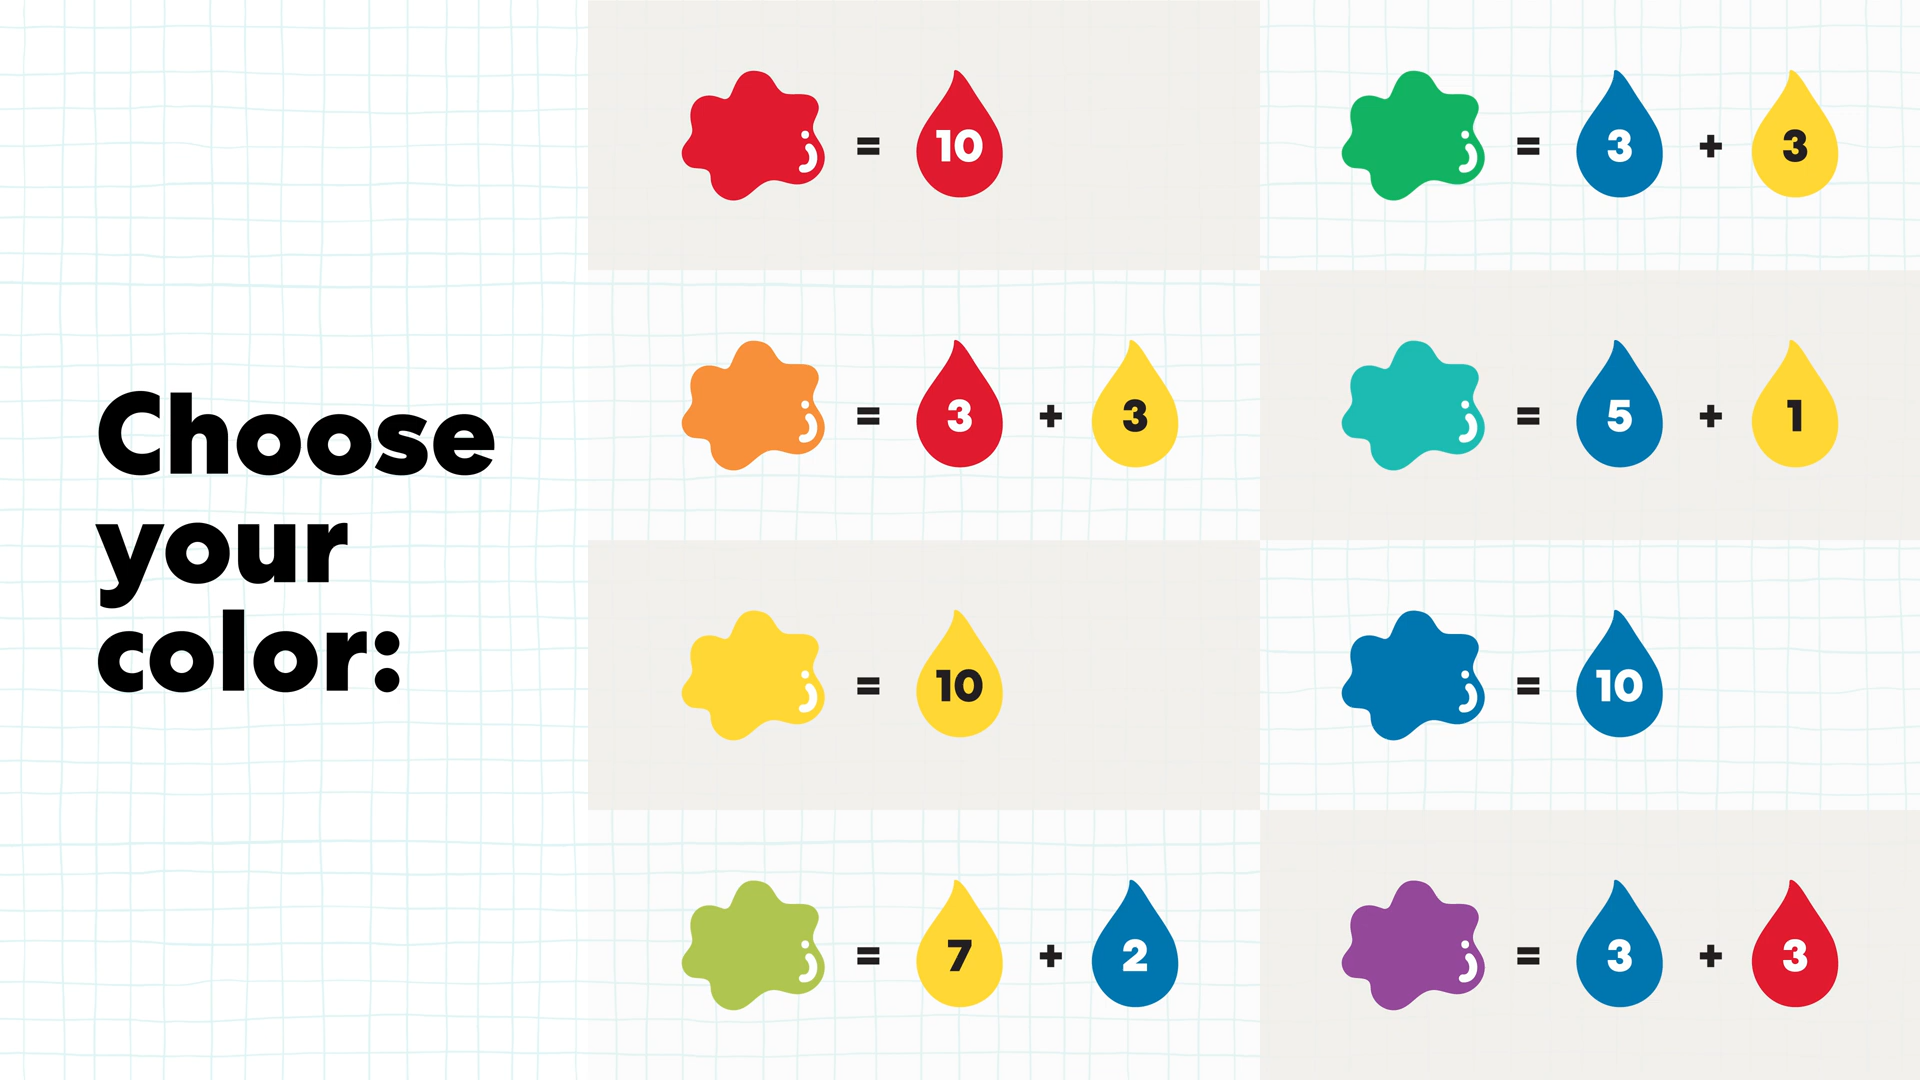 Choose
your
color:
= 10
= 3 + 3
= 10
= 7 + 2
= 3 + 3
= 5 + 1
= 10
= 3 + 3